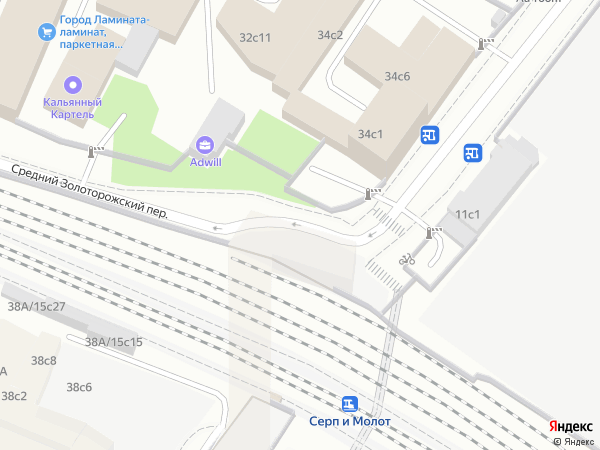 Город Ламината-
ламинат,
паркетная...
32с11
34с2
34с6
Кальянный
Картель
34с1
Adwill
Средний Золоторожский пер.
11с1
38А/15с27
38А/15с15
38с8
38с6
38с2
Серп и Молот
Яндекс
© Яндекс